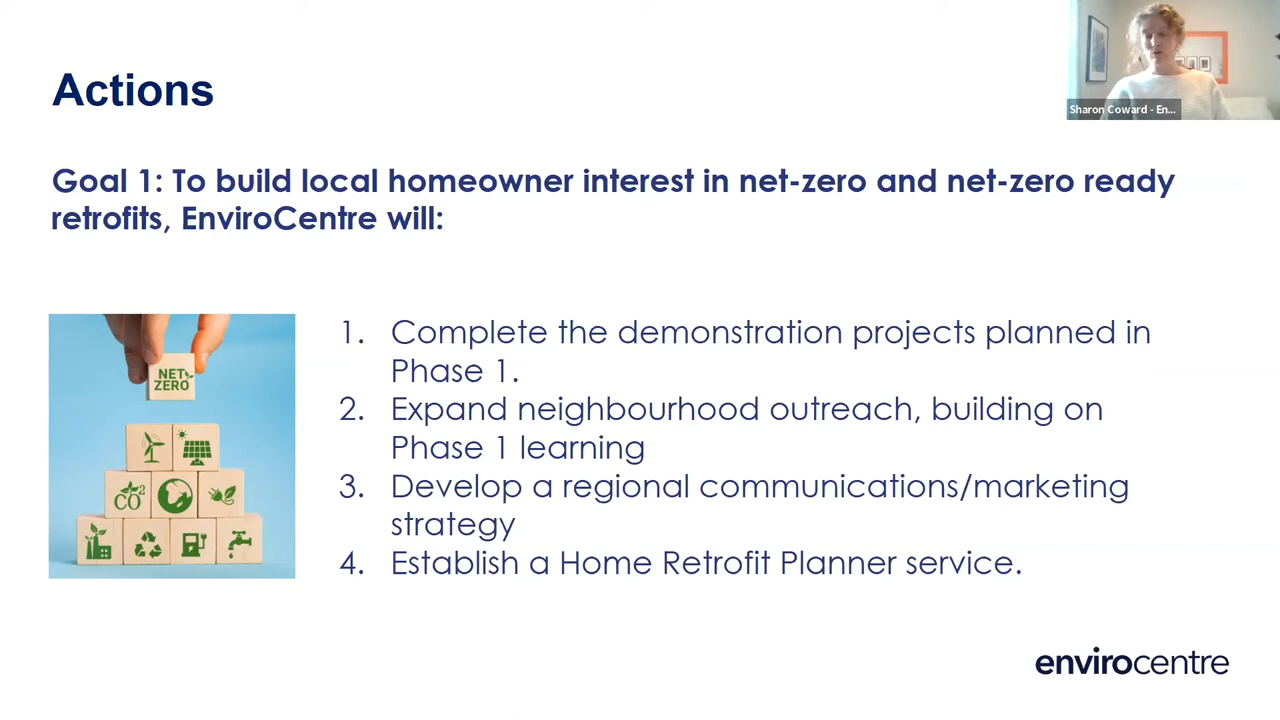 Actions
Sharon Coward - En...
Goal 1: To build local homeowner interest in net-zero and net-zero ready
retrofits, EnviroCentre will:
NET
ZERO
CO2
1. Complete the demonstration projects planned in
Phase 1.
2. Expand neighbourhood outreach, building on
Phase 1 learning
3. Develop a regional communications/marketing
strategy
4. Establish a Home Retrofit Planner service.
envirocentre